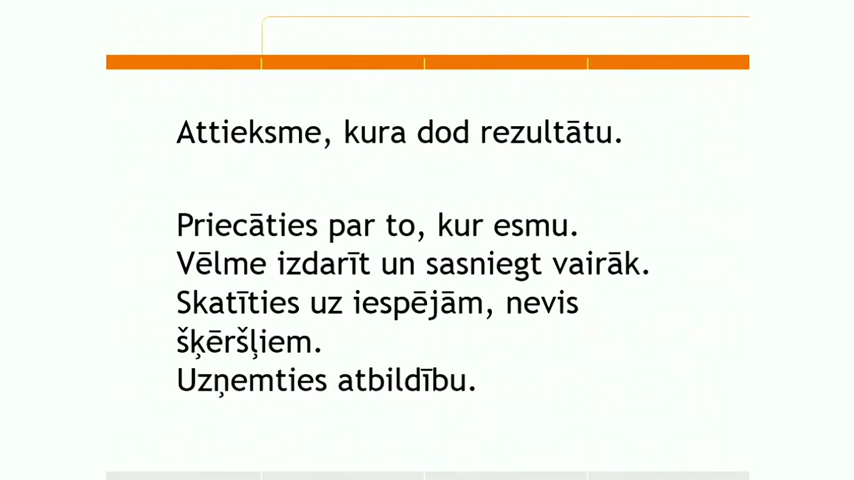 Attieksme, kura dod rezultātu.
Priecāties par to, kur esmu.
Vēlme izdarīt un sasniegt vairāk.
Skatīties uz iespējām, nevis
šķēršļiem.
Uzņemties atbildību.